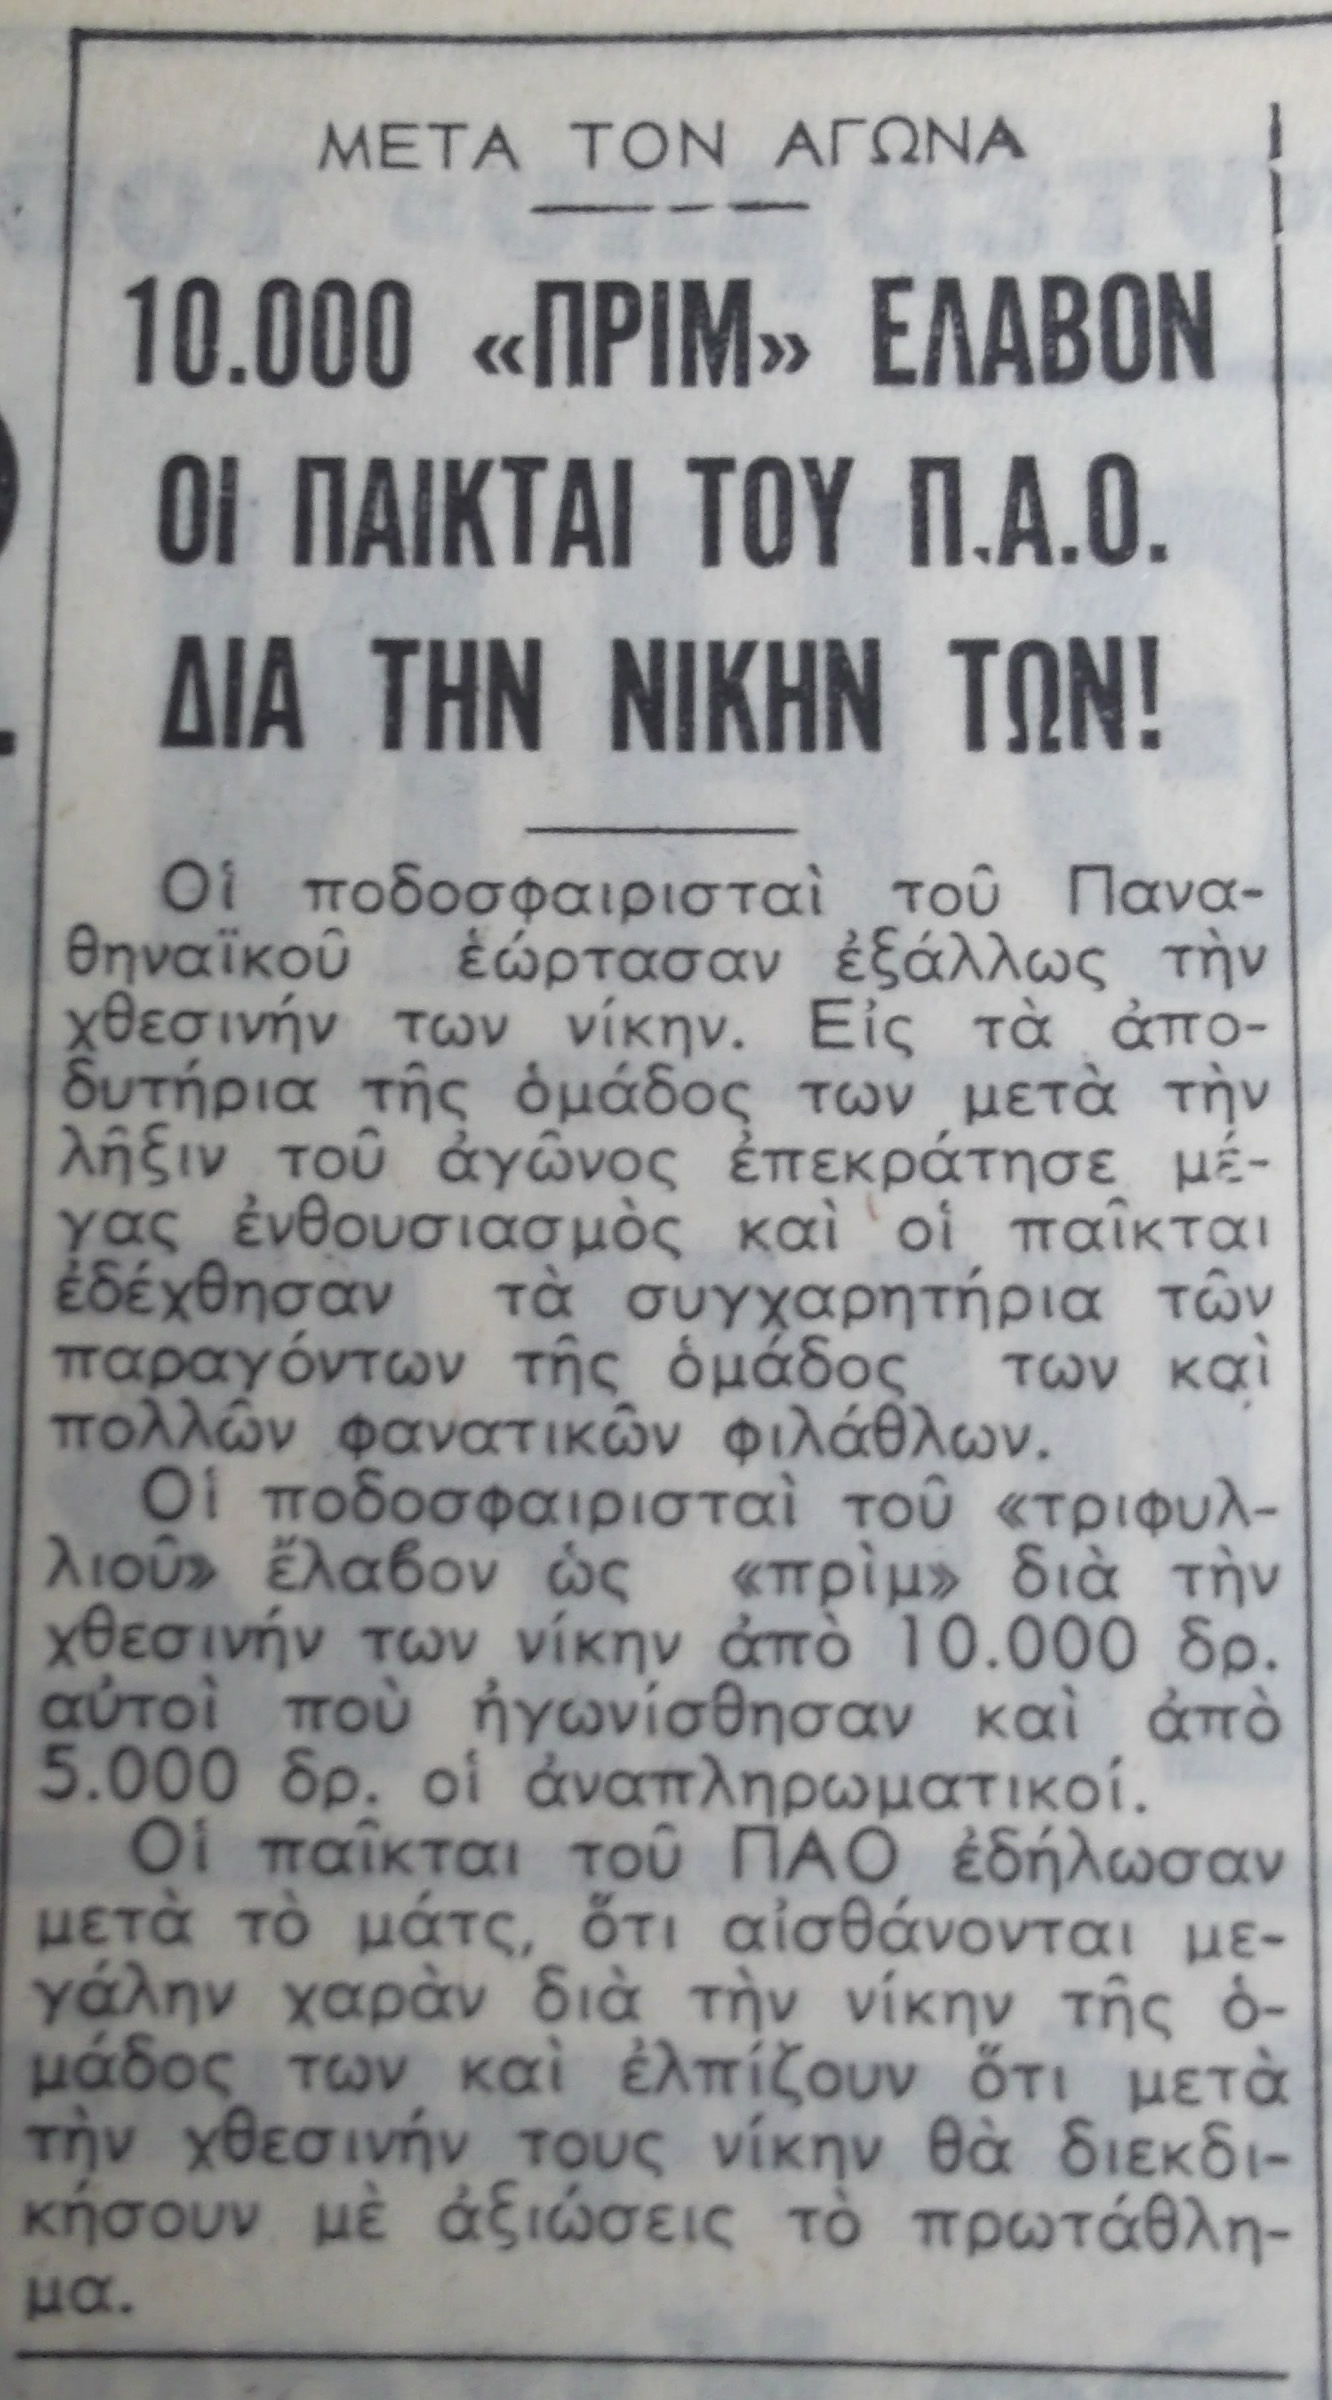 ΜΕΤΑ ΤΟΝ ΑΓΩΝΑ
10.000 «ΠΡΙΜ» ΕΛΑΒΟΝ
ΟΙ ΠΑΙΚΤΑΙ ΤΟΥ Π.Α.Ο.
ΔΙΑ ΤΗΝ ΝΙΚΗΝ ΤΩΝ!
Οἱ ποδοσφαιρισταὶ τοῦ Πανα-
θηναϊκοῦ ἑώρτασαν ἐξάλλως τὴν
χθεσινήν των νίκην. Εἰς τὰ ἀπο-
δυτήρια τῆς ὁμάδος των μετὰ τὴν
λῆξιν τοῦ ἀγῶνος ἐπεκράτησε μέ-
γας ἐνθουσιασμὸς καὶ οἱ παῖκται
ἐδέχθησαν τὰ συγχαρητήρια τῶν
παραγόντων τῆς ὁμάδος των καὶ
πολλῶν φανατικῶν φιλάθλων.
Οἱ ποδοσφαιρισταὶ τοῦ «τριφυλ-
λιοῦ» ἔλαβον ὡς «πρὶμ» διὰ τὴν
χθεσινήν των νίκην ἀπὸ 10.000 δρ.
αὐτοὶ ποὺ ἠγωνίσθησαν καὶ ἀπὸ
5.000 δρ. οἱ ἀναπληρωματικοί.
Οἱ παῖκται τοῦ ΠΑΟ ἐδήλωσαν
μετὰ τὸ μάτς, ὅτι αἰσθάνονται με-
γάλην χαρὰν διὰ τὴν νίκην τῆς ὁ-
μάδος των καὶ ἐλπίζουν ὅτι μετὰ
τὴν χθεσινήν τους νίκην θὰ διεκδι-
κήσουν μὲ ἀξιώσεις τὸ πρωτάθλη-
μα.